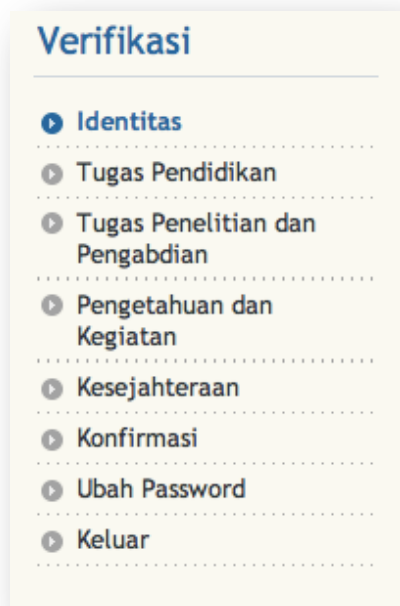 Verifikasi
Identitas
Tugas Pendidikan
Tugas Penelitian dan
Pengabdian
Pengetahuan dan
Kegiatan
Kesejahteraan
Konfirmasi
Ubah Password
Keluar